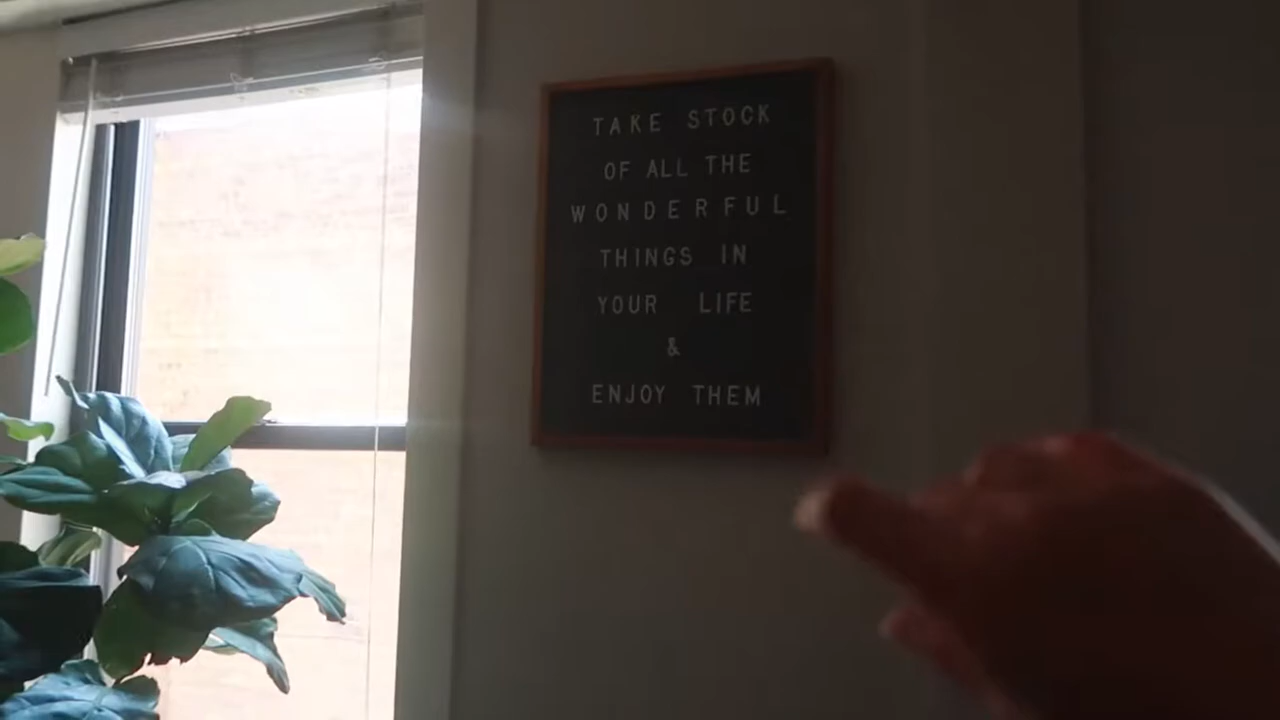 TAKE STOCK
OF ALL THE
WONDERFUL
THINGS IN
YOUR LIFE
&
ENJOY THEM